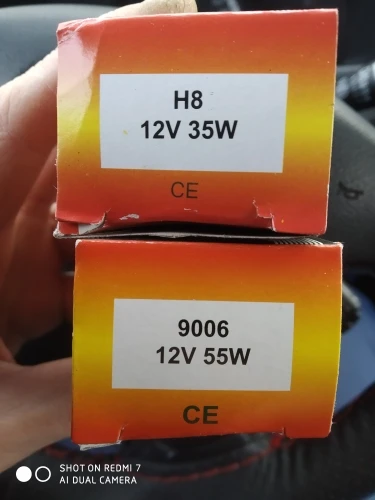 H8
12V 35W
CE
9006
12V 55W
CE
SHOT ON REDMI 7
AI DUAL CAMERA